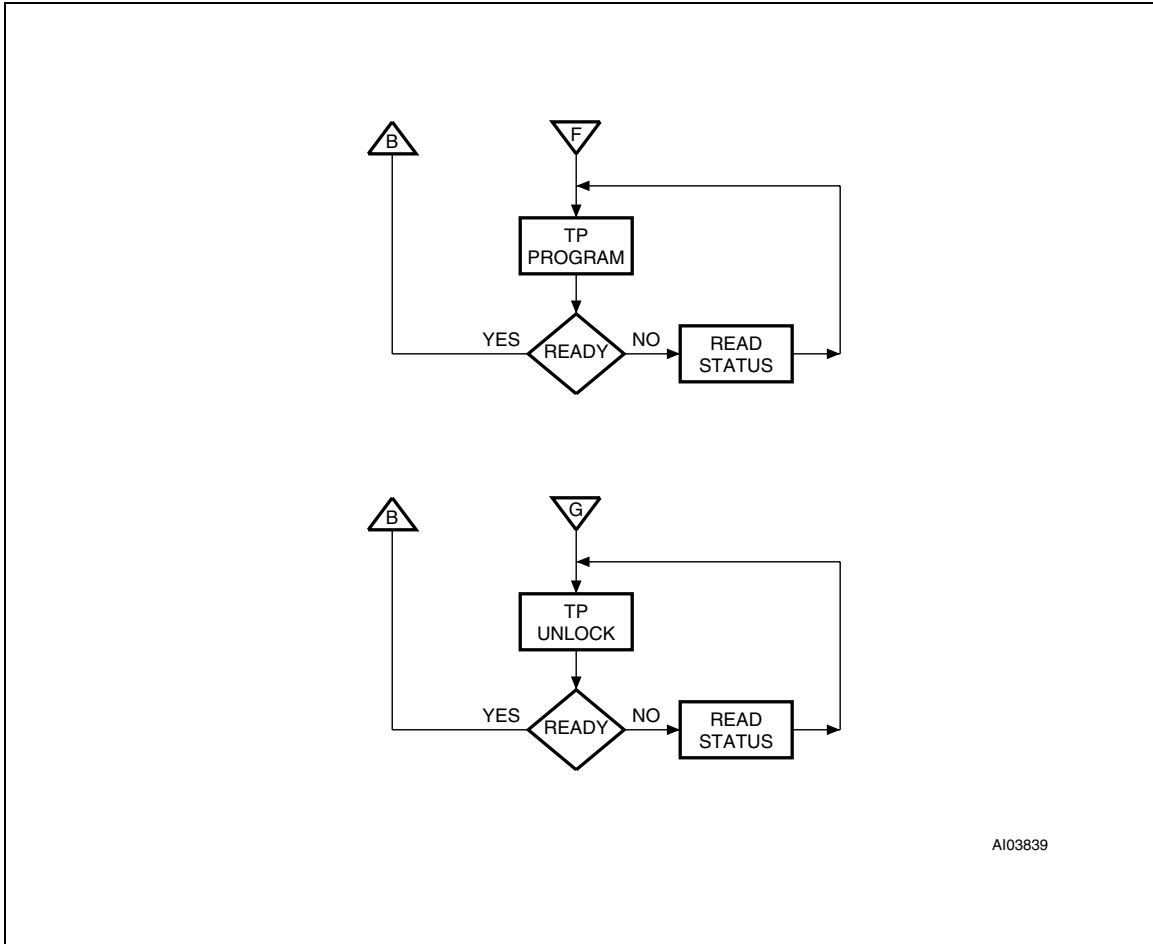 B
F
TP
PROGRAM
YES
READY
NO
READ
STATUS
B
G
TP
UNLOCK
YES
READY
NO
READ
STATUS
AI03839